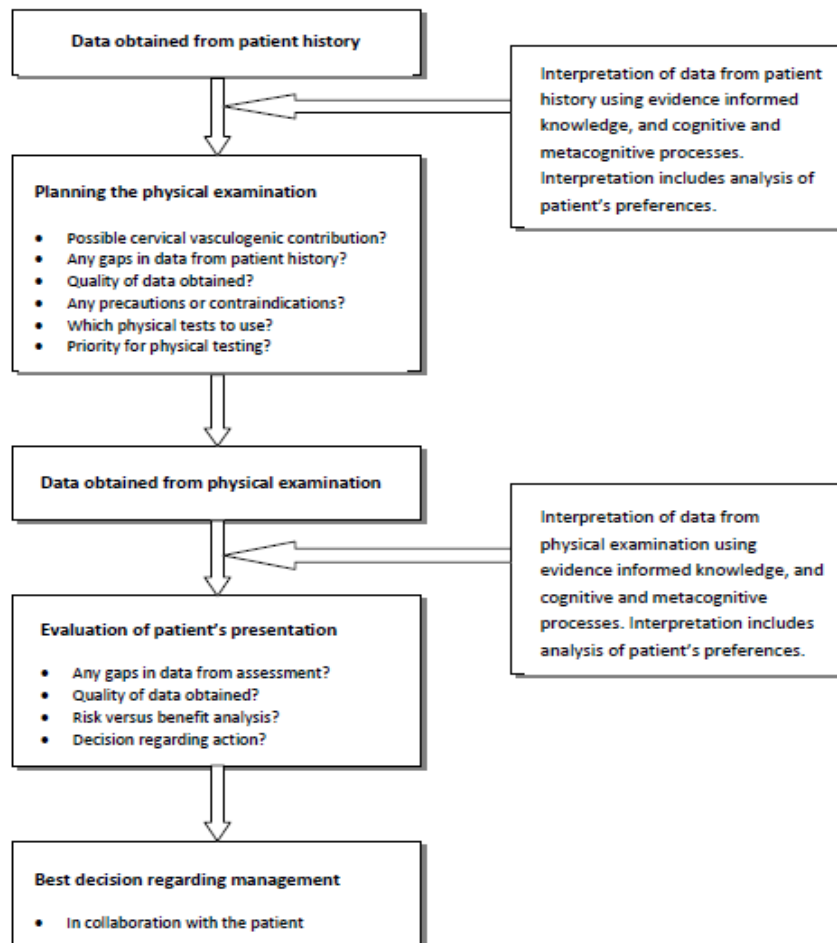 Data obtained from patient history
Interpretation of data from patient
history using evidence informed
knowledge, and cognitive and
metacognitive processes.
Interpretation includes analysis of
patient's preferences.
Planning the physical examination
• Possible cervical vasculogenic contribution?
• Any gaps in data from patient history?
• Quality of data obtained?
• Any precautions or contraindications?
• Which physical tests to use?
• Priority for physical testing?
Data obtained from physical examination
Interpretation of data from
physical examination using
evidence informed knowledge, and
cognitive and metacognitive
processes. Interpretation includes
analysis of patient's preferences.
Evaluation of patient's presentation
• Any gaps in data from assessment?
• Quality of data obtained?
• Risk versus benefit analysis?
• Decision regarding action?
Best decision regarding management
• In collaboration with the patient